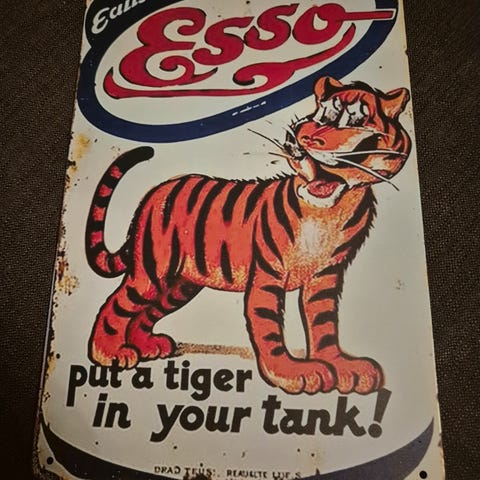 Esso
put a tiger
in your tank!